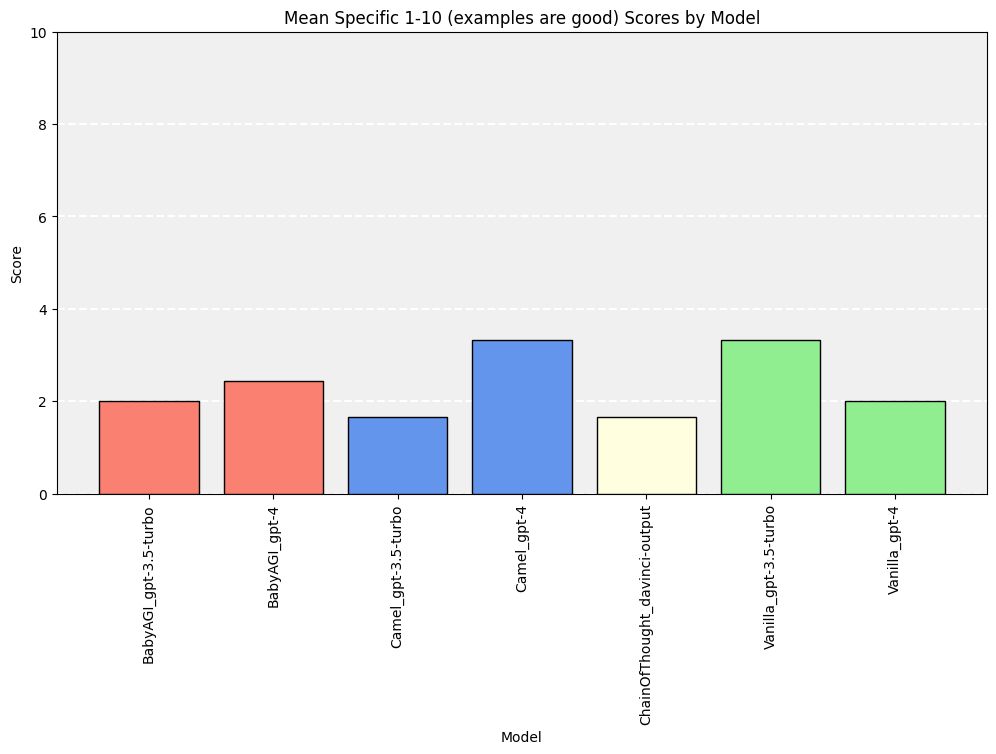 Mean Specific 1-10 (examples are good) Scores by Model
Score
10
8
6
4
2
0
BabyAGI_gpt-3.5-turbo
BabyAGI_gpt-4
Camel_gpt-3.5-turbo
Camel_gpt-4
ChainOfThought_davinci-output
Vanilla_gpt-3.5-turbo
Vanilla_gpt-4
Model